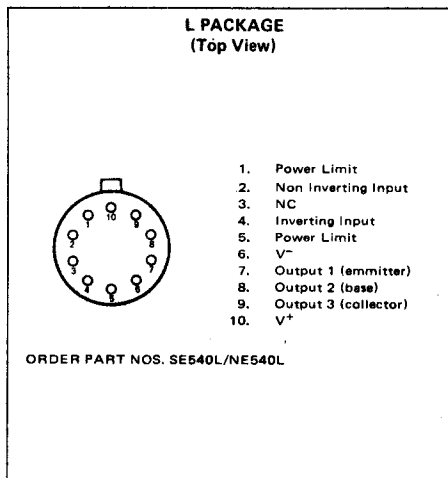 L PACKAGE
(Top View)
10
1
9
2
8
3
7
4
6
5
1. Power Limit
2. Non Inverting Input
3. NC
4. Inverting Input
5. Power Limit
6. V⁻
7. Output 1 (emmitter)
8. Output 2 (base)
9. Output 3 (collector)
10. V⁺
ORDER PART NOS. SE540L/NE540L